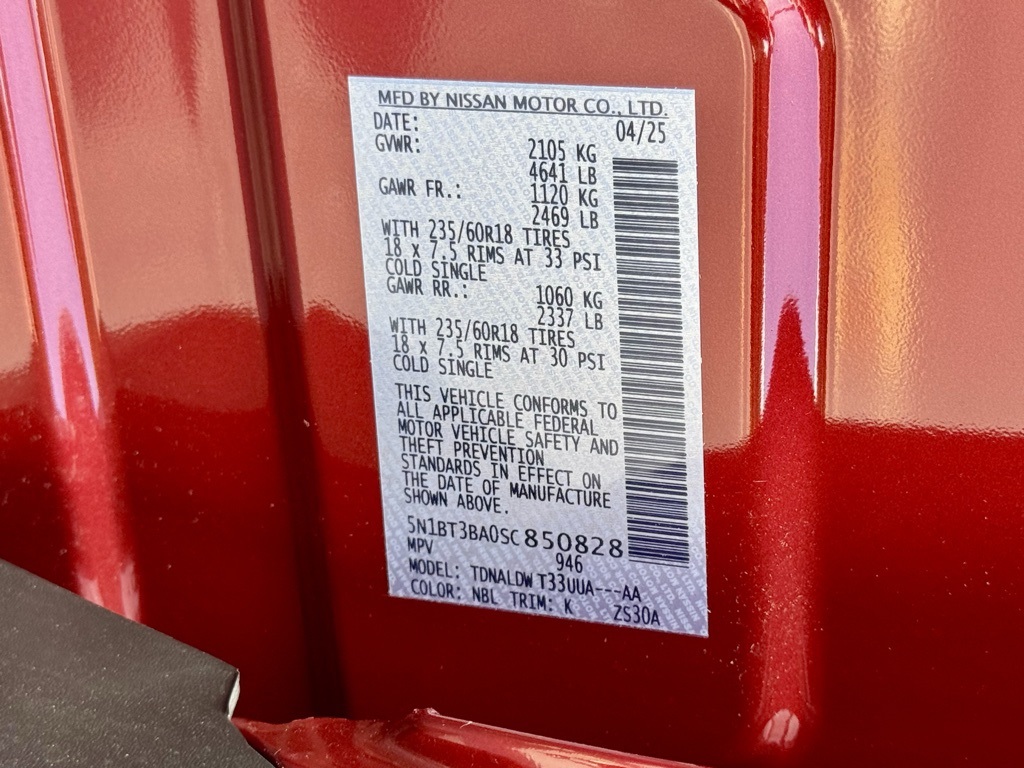 MFD BY NISSAN MOTOR CO., LTD.
DATE: 04/25
GVWR: 2105 KG
4641 LB
GAWR FR.: 1120 KG
2469 LB
WITH 235/60R18 TIRES
18 x 7.5 RIMS AT 33 PSI
COLD SINGLE
GAWR RR.: 1060 KG
2337 LB
WITH 235/60R18 TIRES
18 x 7.5 RIMS AT 30 PSI
COLD SINGLE
THIS VEHICLE CONFORMS TO
ALL APPLICABLE FEDERAL
MOTOR VEHICLE SAFETY AND
THEFT PREVENTION
STANDARDS IN EFFECT ON
THE DATE OF MANUFACTURE
SHOWN ABOVE.
5N1BT3BA0SC850828
MPV 946
MODEL: TDNALDW T33UUA---AA
COLOR: NBL TRIM: K ZS30A